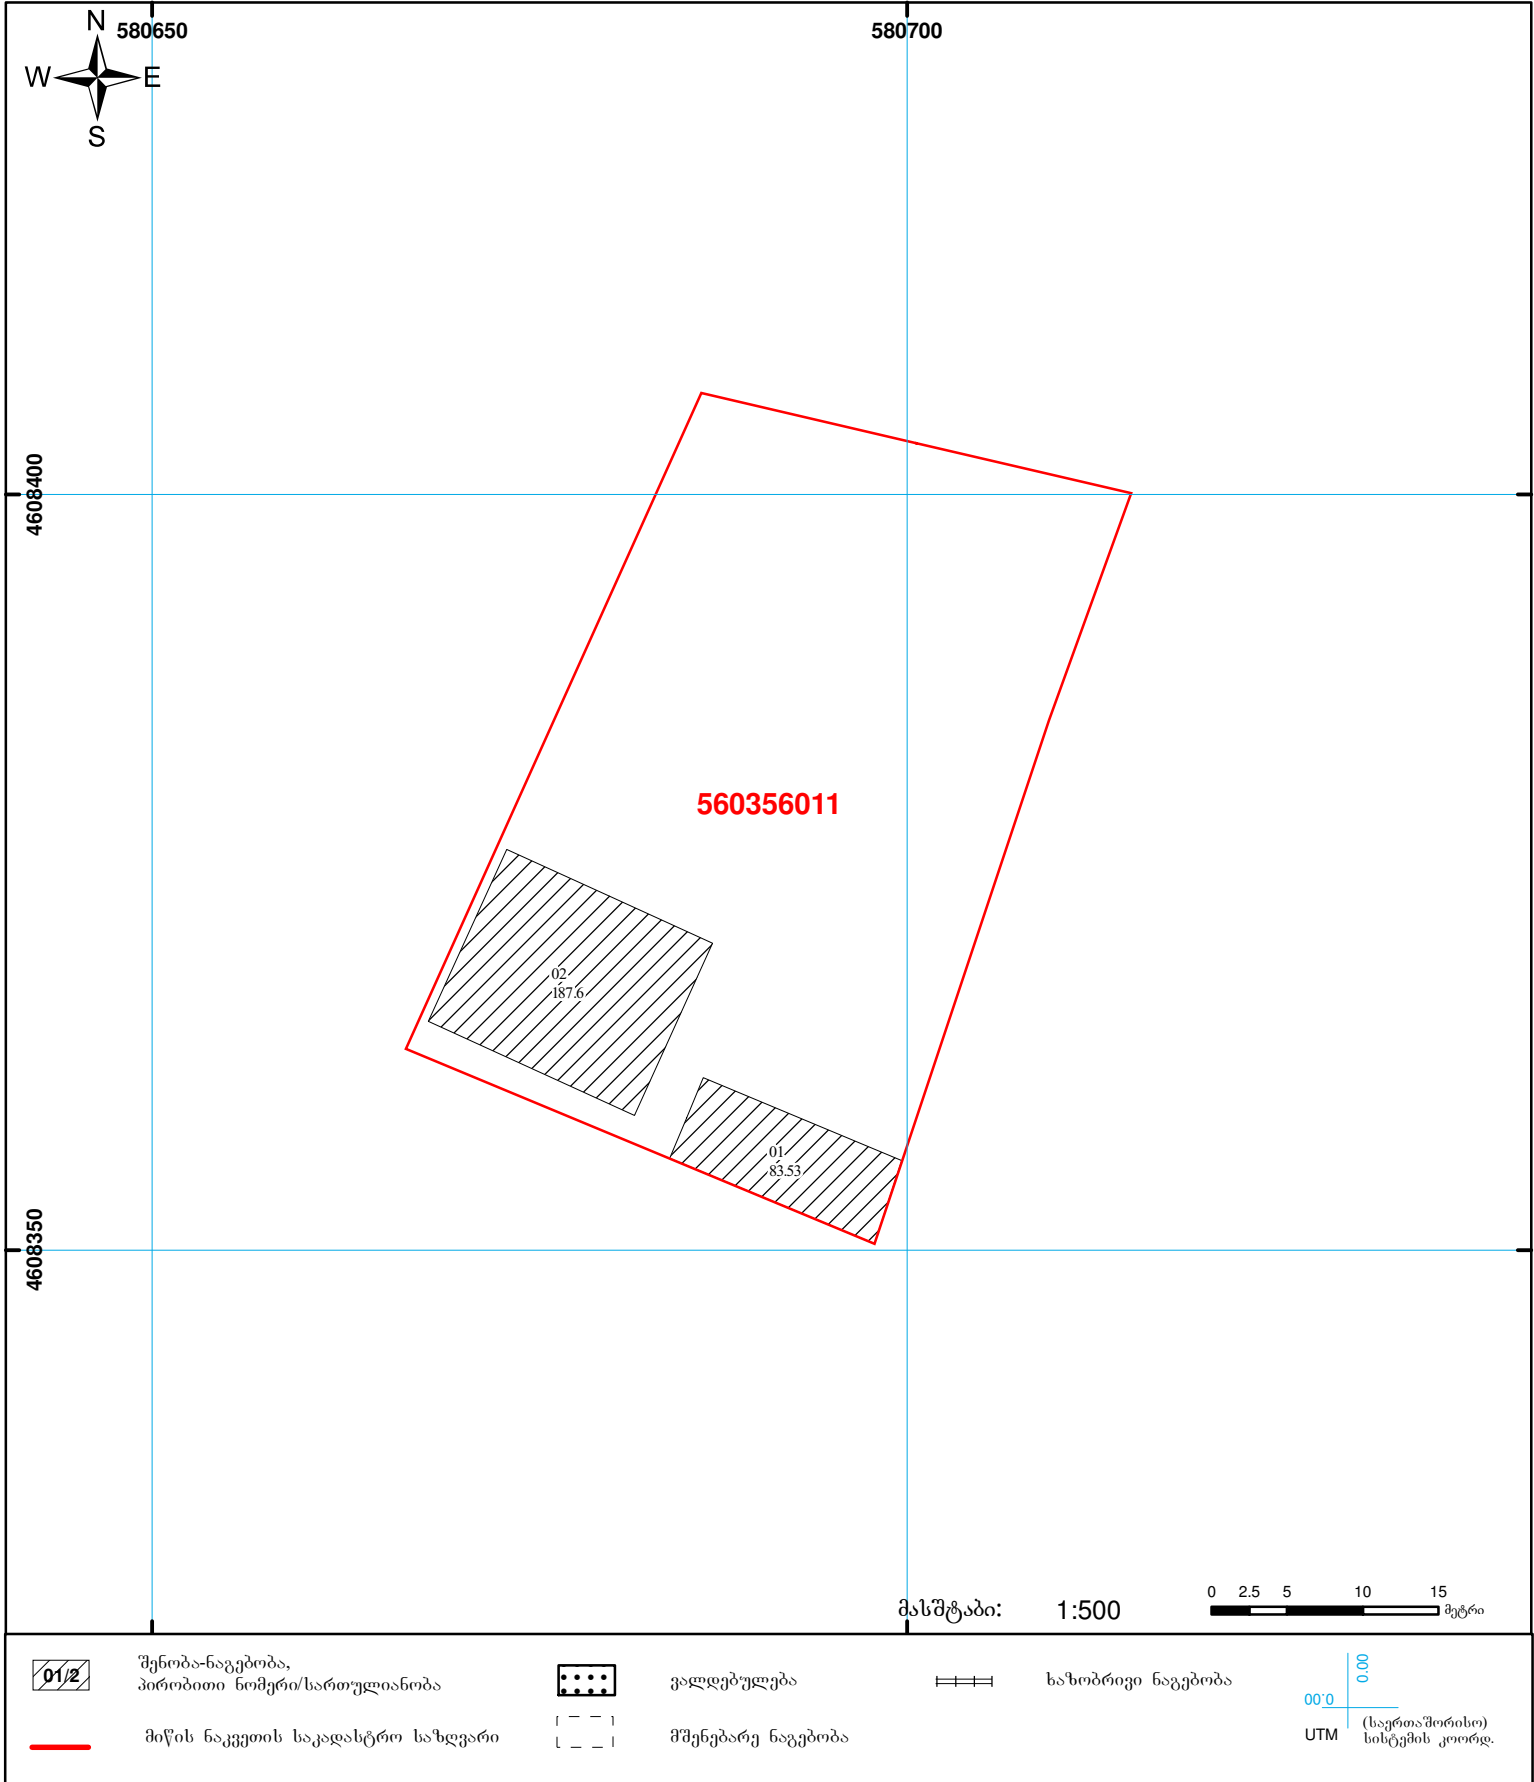 N
580650
580700
W
E
S
4608400
560356011
02
187.6
01
83.53
4608350
მასშტაბი: 1:500
0 2.5 5 10 15
მეტრი
01/2
შენობა-ნაგებობა,
პირობითი ნომერი/სართულიანობა
ვალდებულება
ხაზობრივი ნაგებობა
0.00
00.0
მიწის ნაკვეთის საკადასტრო საზღვარი
მშენებარე ნაგებობა
UTM
(საერთაშორისო)
სისტემის კოორდ.